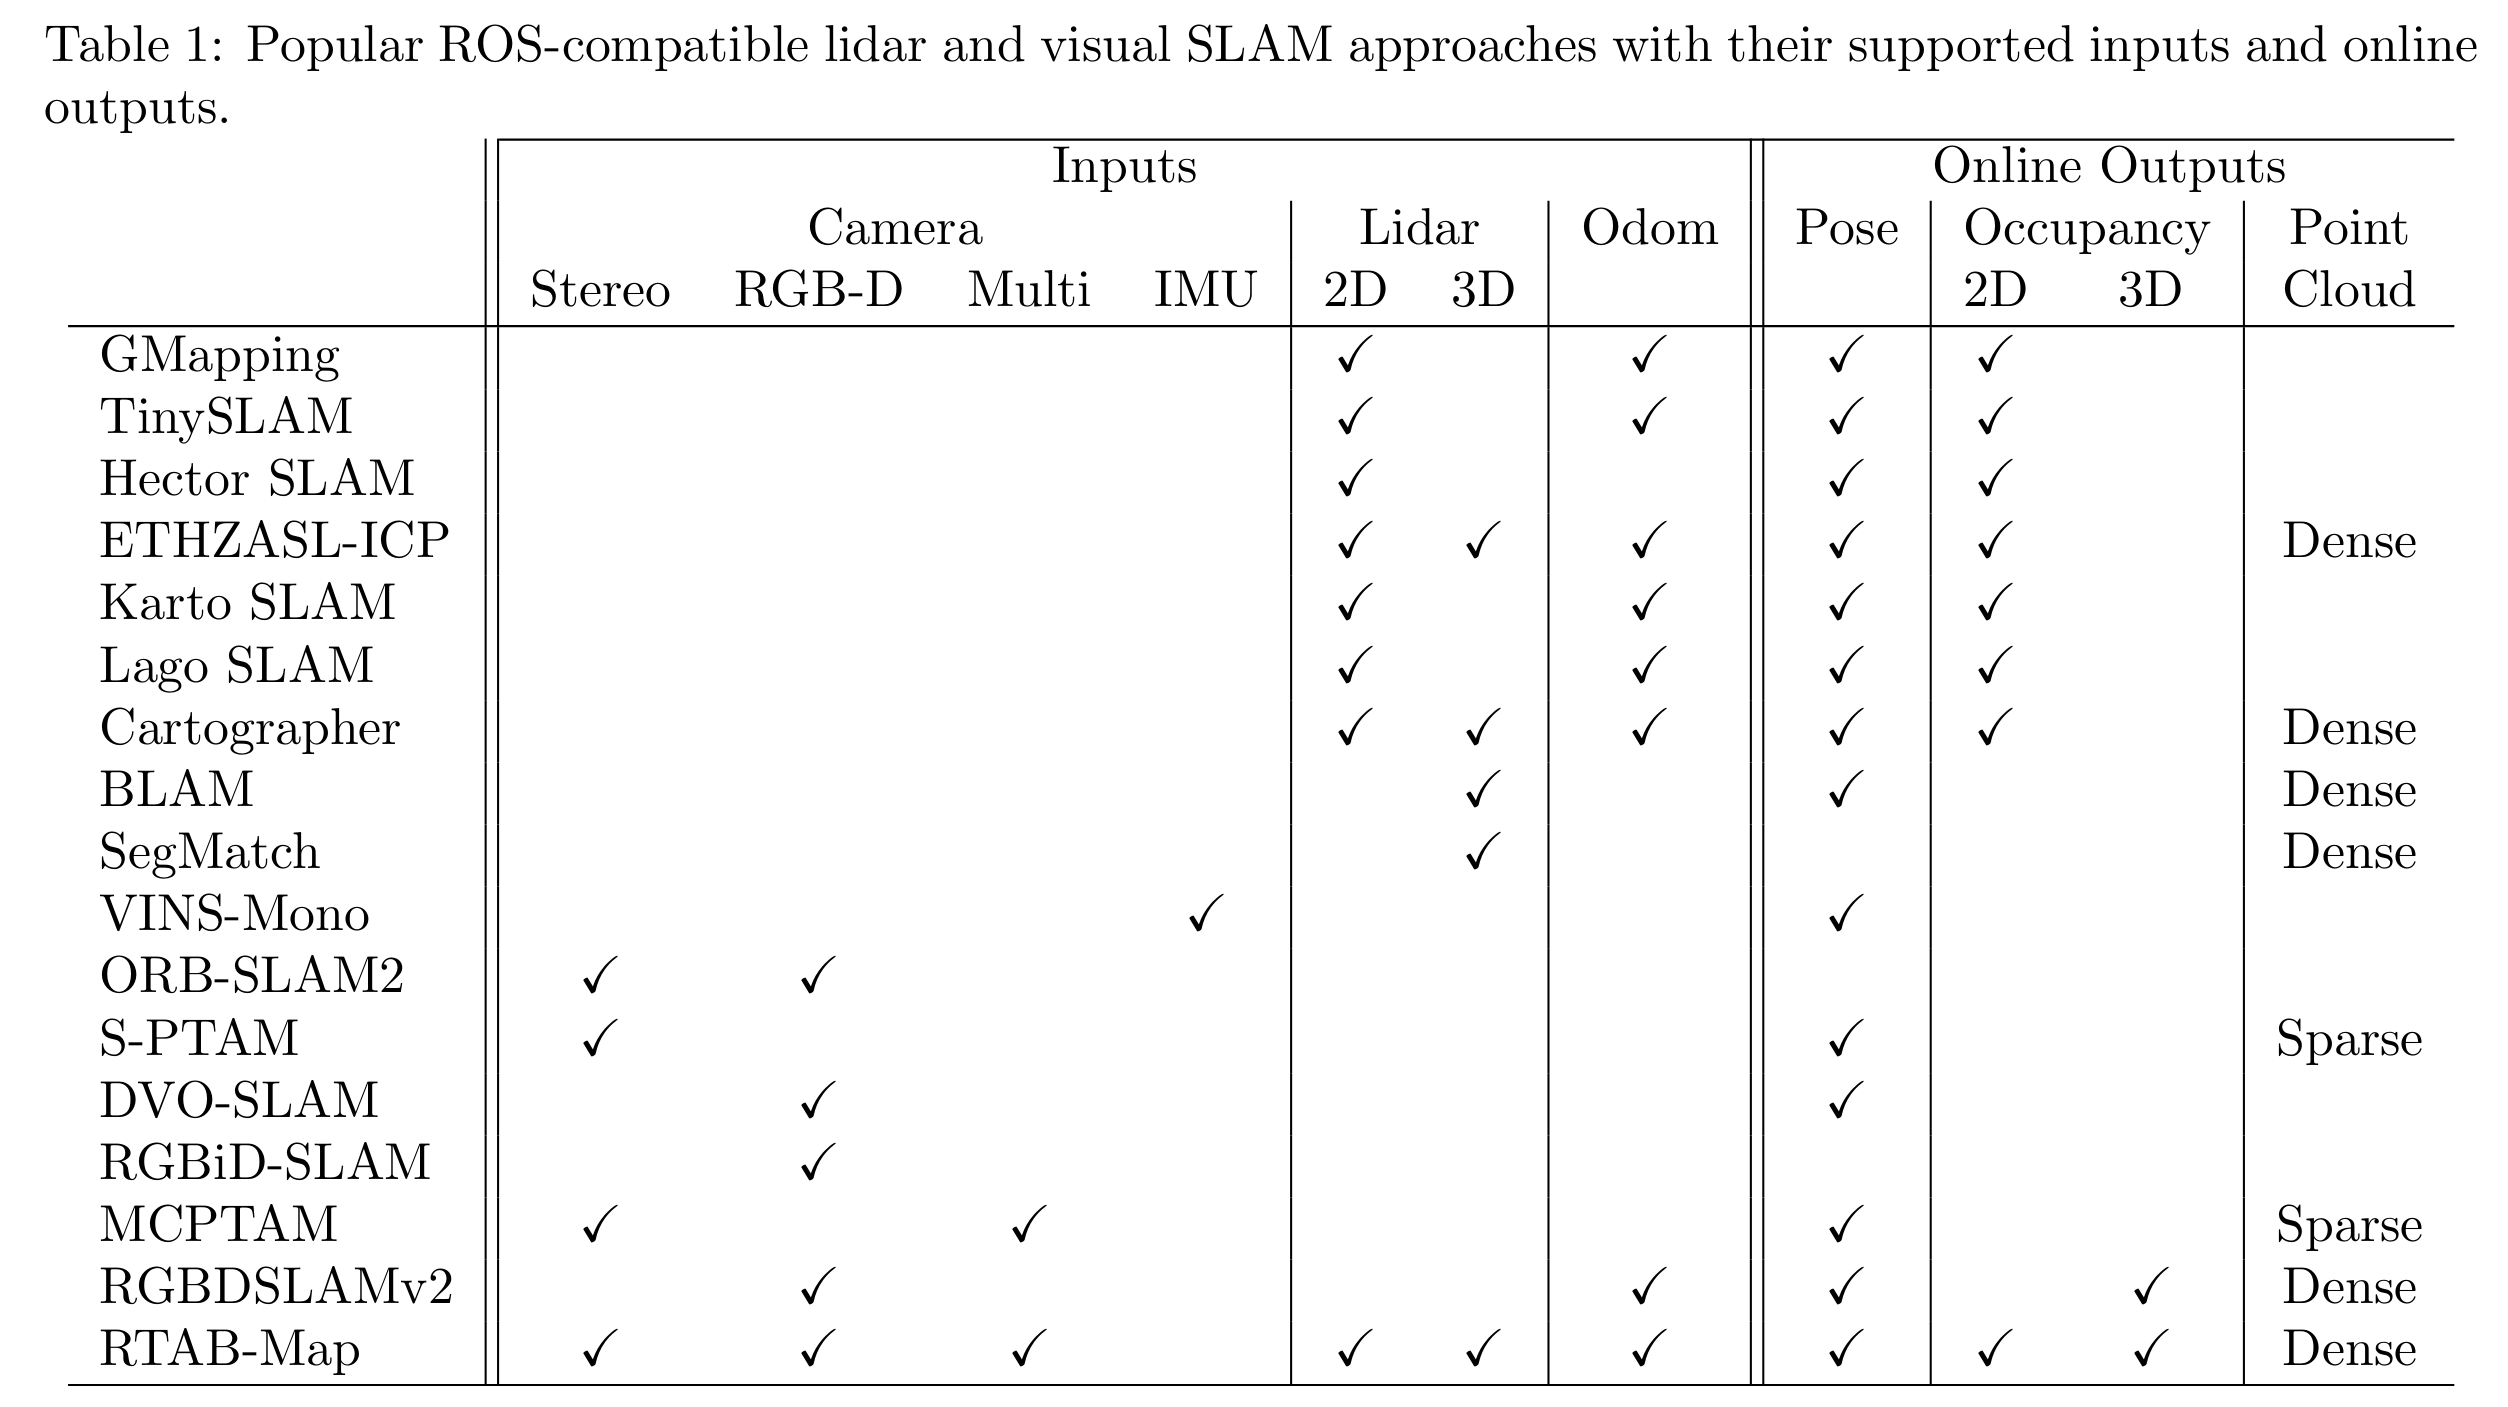 Table 1: Popular ROS-compatible lidar and visual SLAM approaches with their supported inputs and online
outputs.
Inputs Online Outputs
Camera Lidar Odom Pose Occupancy Point
Stereo RGB-D Multi IMU 2D 3D 2D 3D Cloud
GMapping ✓ ✓ ✓ ✓
TinySLAM ✓ ✓ ✓ ✓
Hector SLAM ✓ ✓ ✓
ETHZASL-ICP ✓ ✓ ✓ ✓ ✓ Dense
Karto SLAM ✓ ✓ ✓ ✓
Lago SLAM ✓ ✓ ✓ ✓
Cartographer ✓ ✓ ✓ ✓ ✓ Dense
BLAM ✓ ✓ Dense
SegMatch ✓ Dense
VINS-Mono ✓ ✓
ORB-SLAM2 ✓ ✓
S-PTAM ✓ ✓ Sparse
DVO-SLAM ✓ ✓
RGBiD-SLAM ✓
MCPTAM ✓ ✓ ✓ Sparse
RGBDSLAMv2 ✓ ✓ ✓ ✓ Dense
RTAB-Map ✓ ✓ ✓ ✓ ✓ ✓ ✓ ✓ ✓ Dense